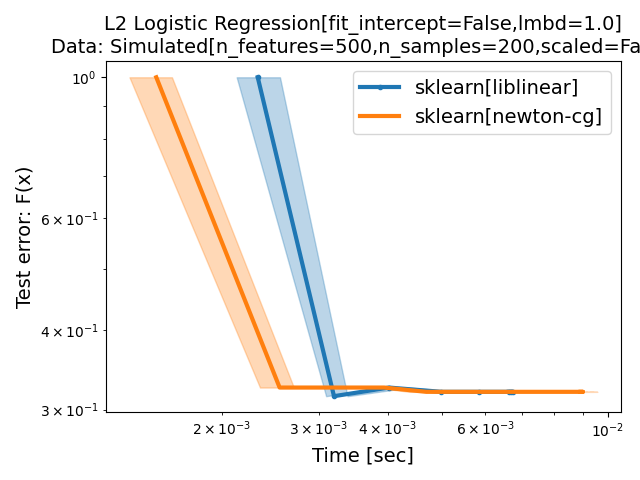 L2 Logistic Regression[fit_intercept=False,lmbd=1.0]
Data: Simulated[n_features=500,n_samples=200,scaled=Fa
10⁰
sklearn[liblinear]
sklearn[newton-cg]
6 × 10⁻¹
4 × 10⁻¹
3 × 10⁻¹
Test error: F(x)
2 × 10⁻³
3 × 10⁻³
4 × 10⁻³
6 × 10⁻³
10⁻²
Time [sec]